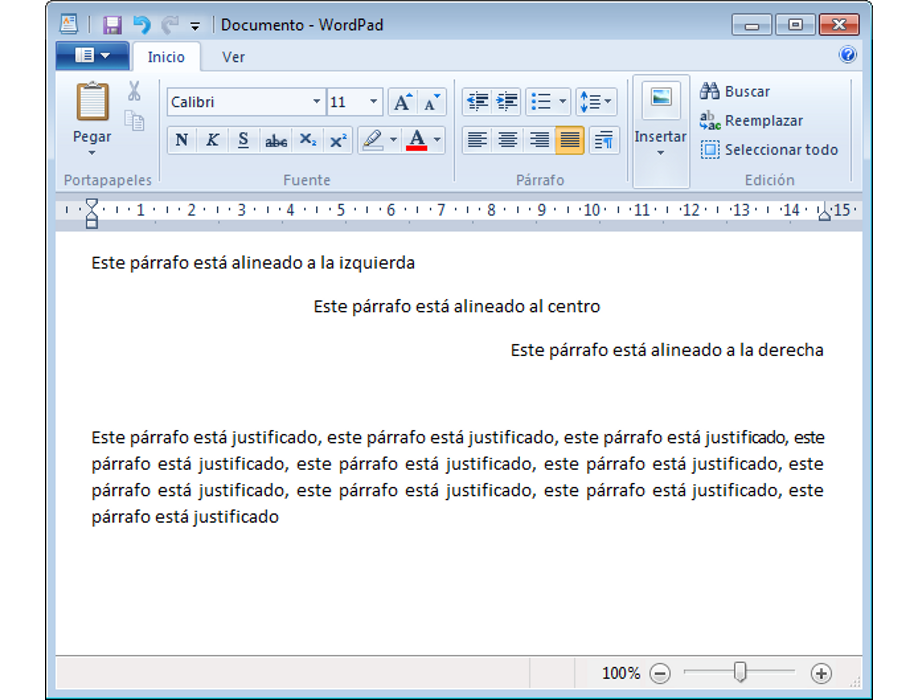 Documento - WordPad
Inicio Ver
Calibri 11
Buscar
Reemplazar
Pegar Insertar
N K S abc X₂ X² A
Seleccionar todo
Portapapeles Fuente Párrafo Edición
1 2 3 4 5 6 7 8 9 10 11 12 13 14 15
Este párrafo está alineado a la izquierda
Este párrafo está alineado al centro
Este párrafo está alineado a la derecha
Este párrafo está justificado, este párrafo está justificado, este párrafo está justificado, este
párrafo está justificado, este párrafo está justificado, este párrafo está justificado, este
párrafo está justificado, este párrafo está justificado, este párrafo está justificado, este
párrafo está justificado
100%